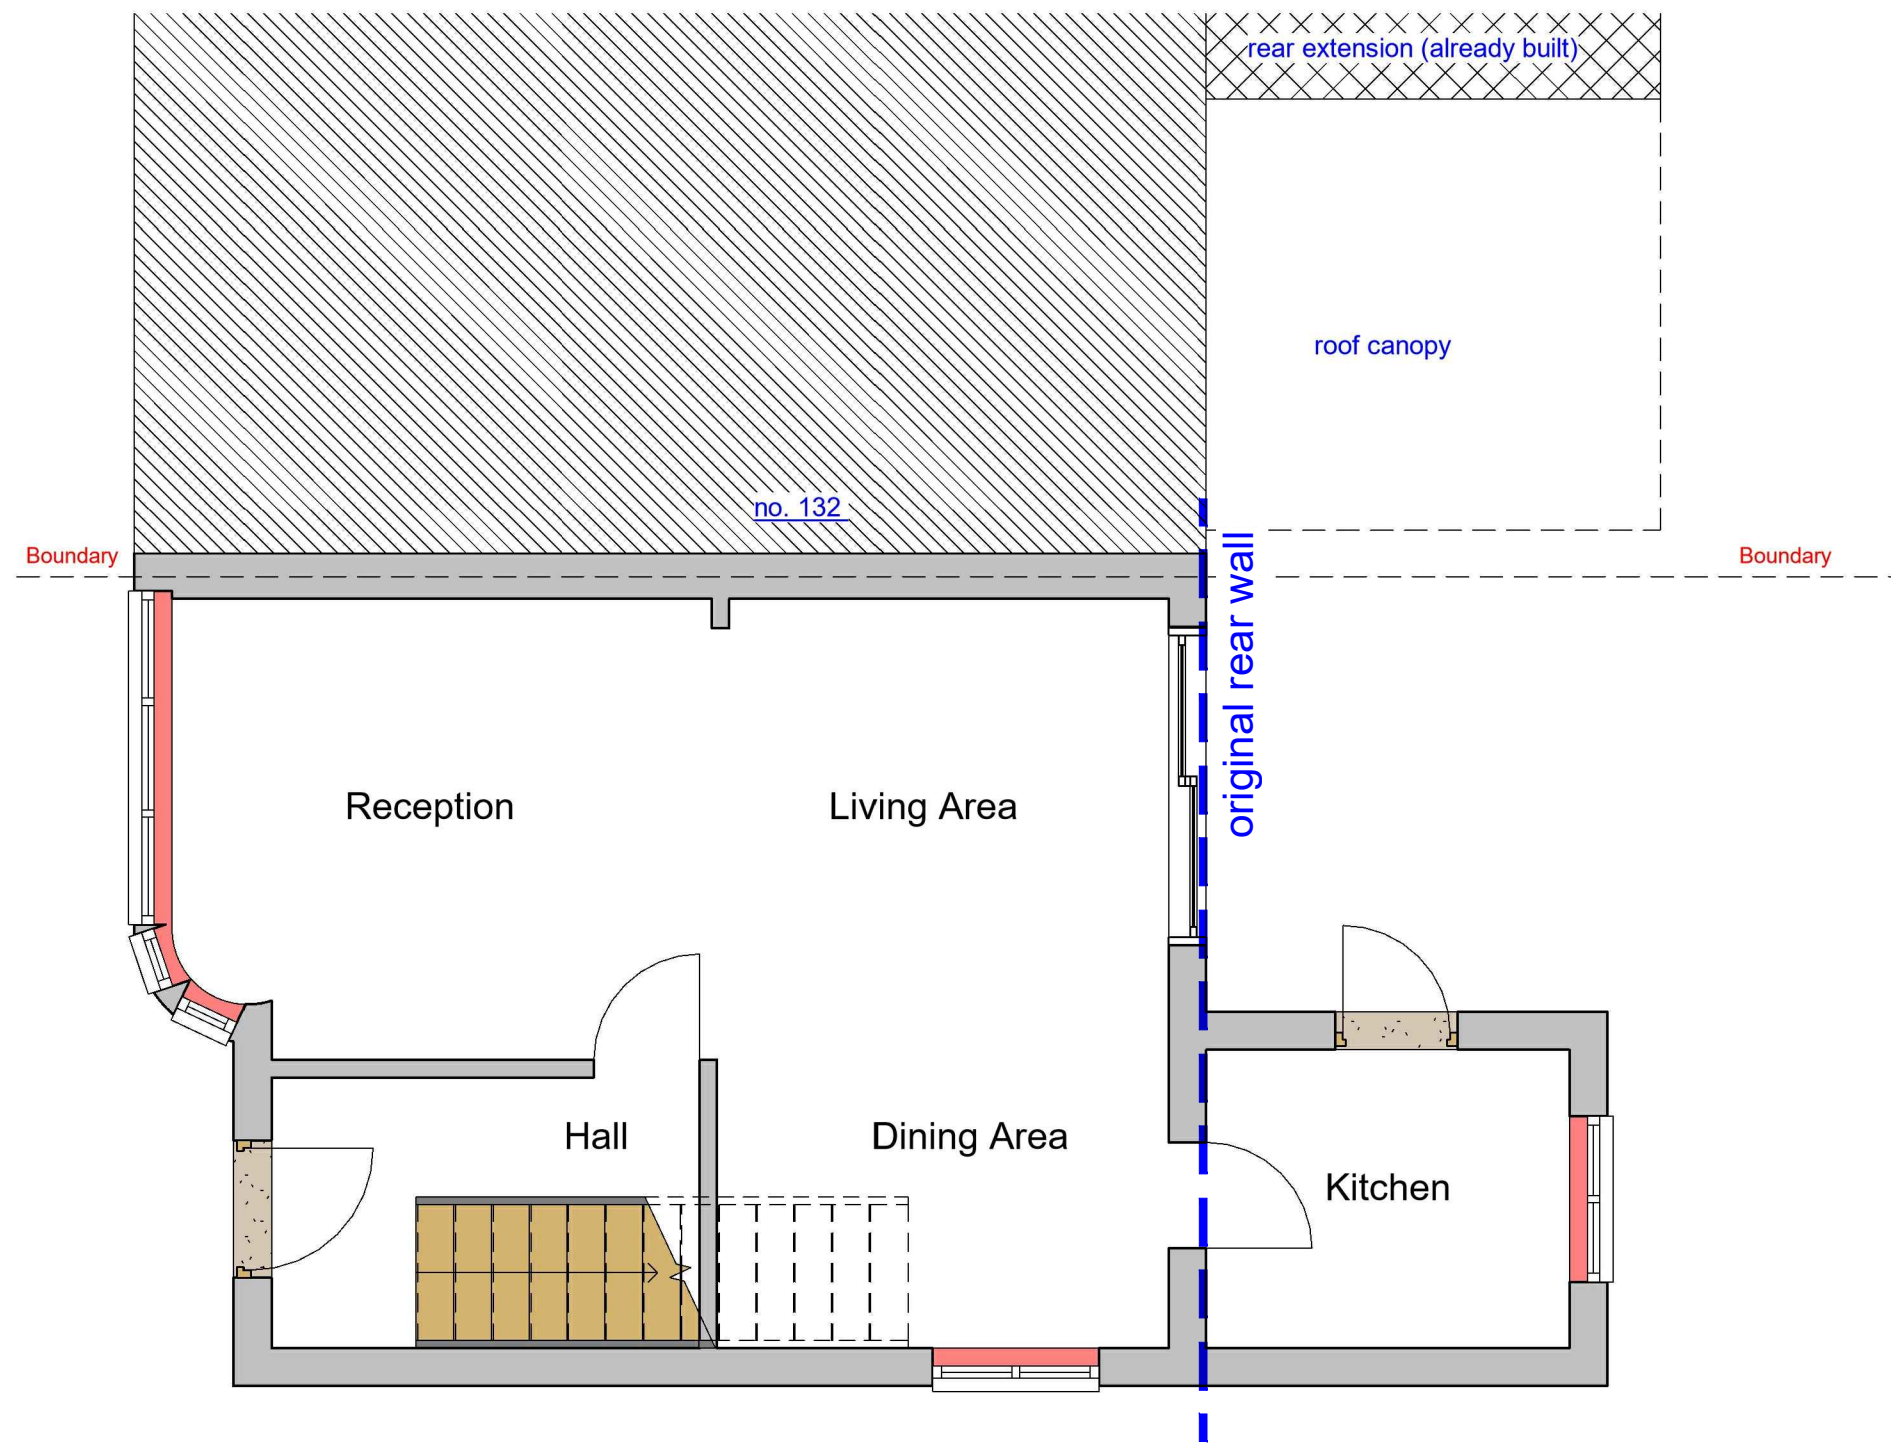 rear extension (already built)
roof canopy
no. 132
Boundary
Boundary
original rear wall
Reception
Living Area
Hall
Dining Area
Kitchen